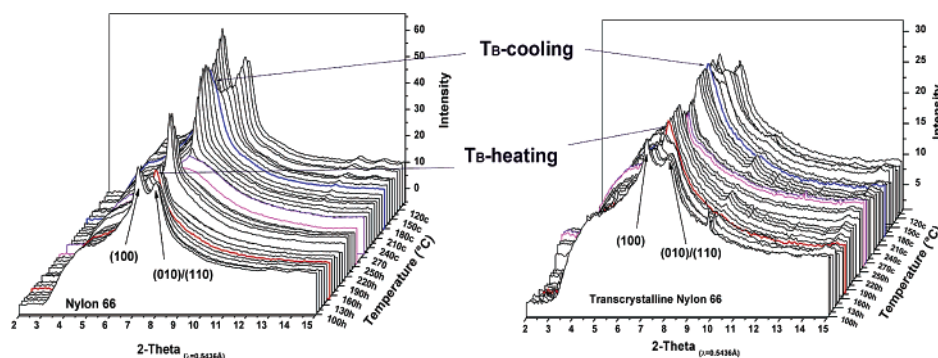 60
50
40
30
20
10
0
Intensity
TB-cooling
TB-heating
30
25
20
15
10
5
Intensity
(100)
(010)/(110)
Nylon 66
120c
150c
180c
210c
240c
270
250h
220h
190h
160h
130h
100h
Temperature (°C)
2 3 4 5 6 7 8 9 10 11 12 13 14 15
2-Theta (λ=0.5436Å)
(100)
(010)/(110)
Transcrystalline Nylon 66
120c
150c
180c
210c
240c
270c
250h
220h
190h
160h
130h
100h
Temperature (°C)
2 3 4 5 6 7 8 9 10 11 12 13 14 15
2-Theta (λ=0.5436Å)